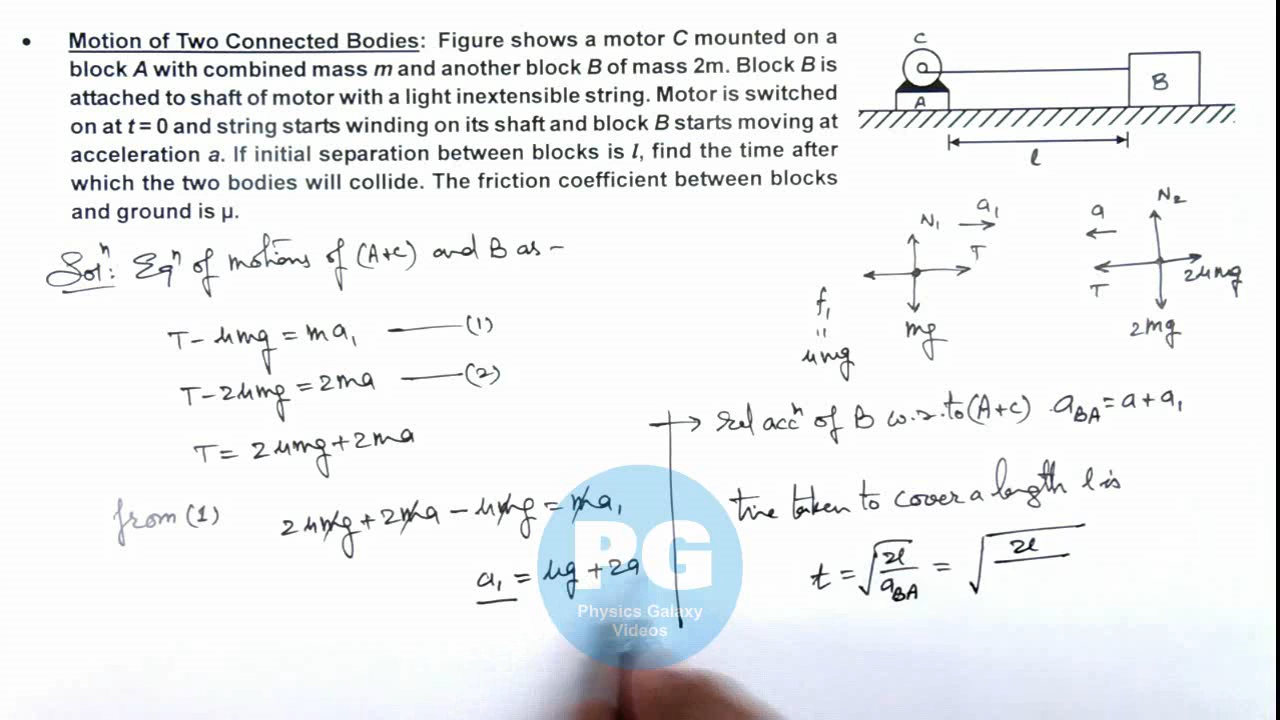 • Motion of Two Connected Bodies: Figure shows a motor C mounted on a
block A with combined mass m and another block B of mass 2m. Block B is
attached to shaft of motor with a light inextensible string. Motor is switched
on at t = 0 and string starts winding on its shaft and block B starts moving at
acceleration a. If initial separation between blocks is l, find the time after
which the two bodies will collide. The friction coefficient between blocks
and ground is μ.
C
A
B
l
Solⁿ: Eqⁿ of motions of (A+C) and B as –
T - μmg = ma₁ —— (1)
T - 2μmg = 2ma —— (2)
T = 2μmg + 2ma
from (1) 2μmg + 2ma - μmg = ma₁
a₁ = μg + 2a
N₁
a₁
T
f₁
=
μmg
mg
N₂
a
T
2μmg
2mg
→ rel accⁿ of B w.r.to (A+C) a_BA = a + a₁
time taken to cover a length l is
t = √(2l/a_BA) = √(2l/
PG
Physics Galaxy
Videos